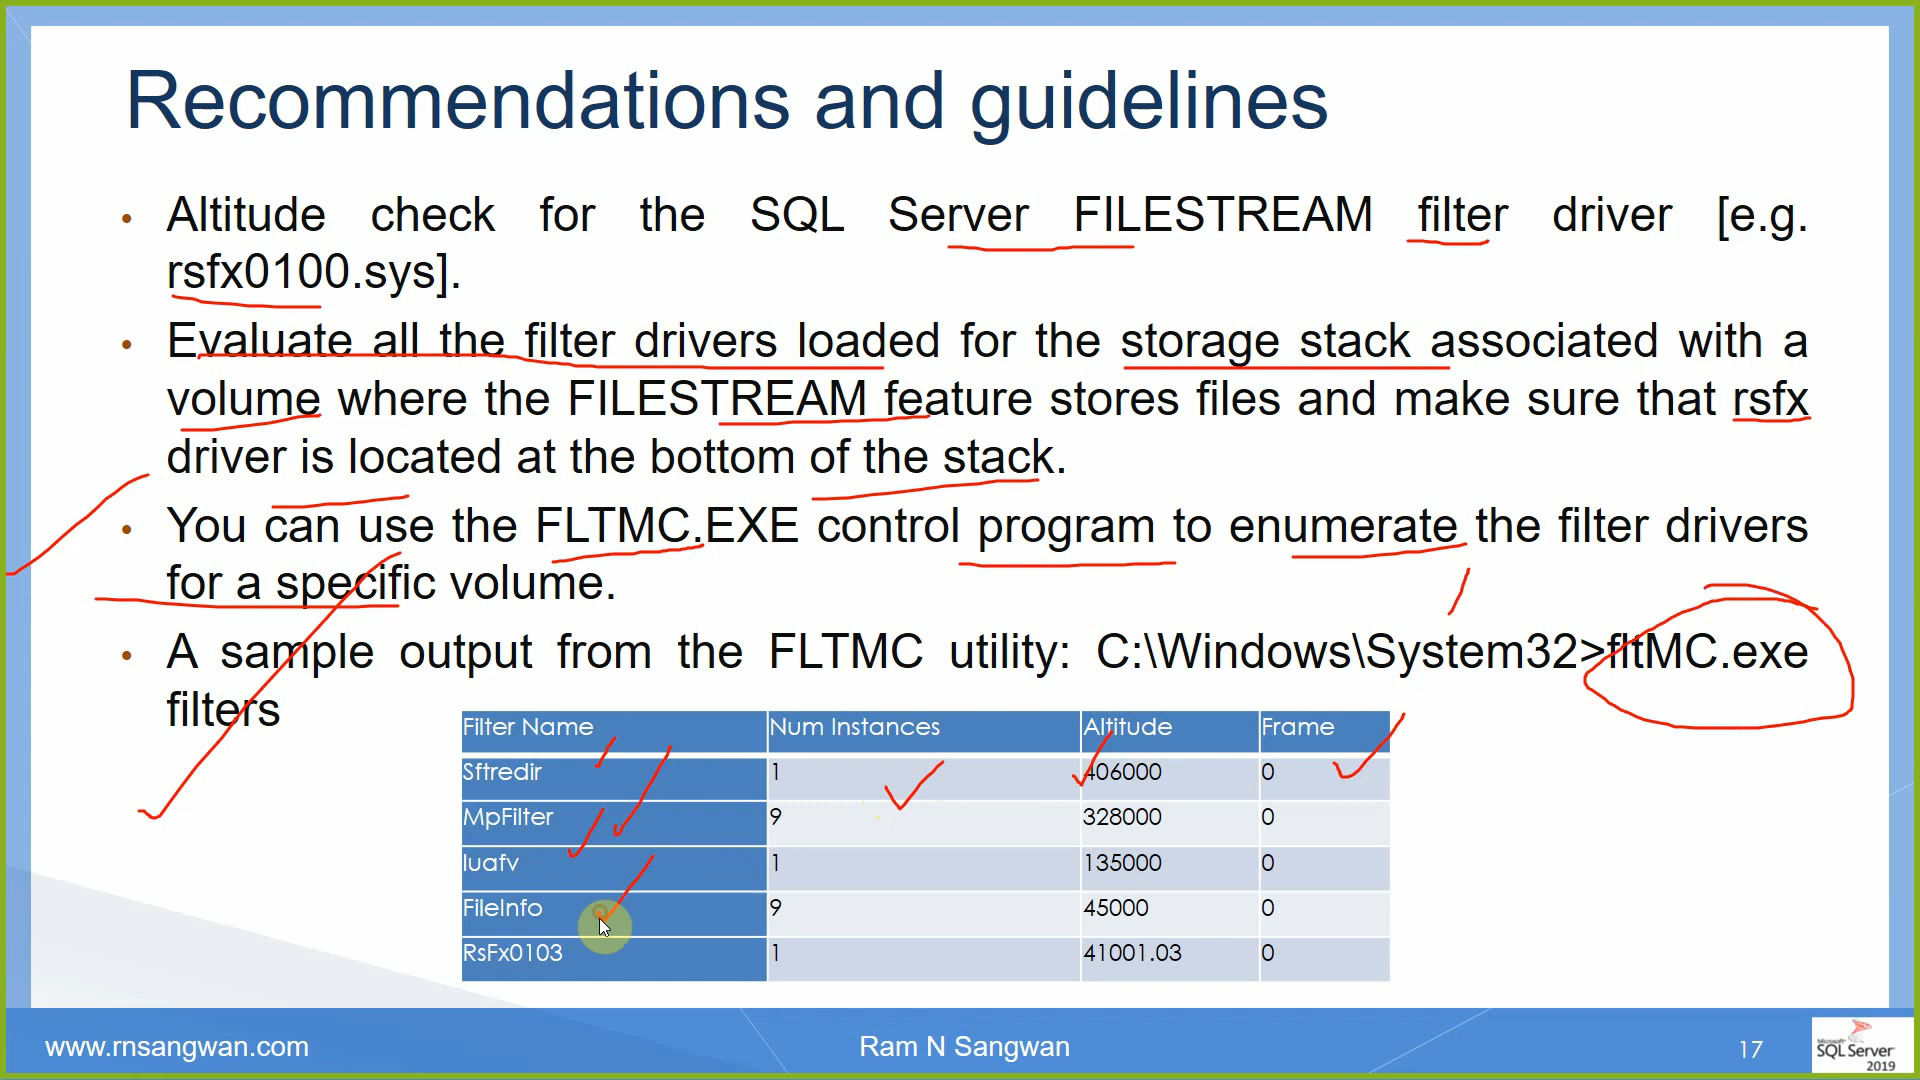 Recommendations and guidelines
• Altitude check for the SQL Server FILESTREAM filter driver [e.g.
rsfx0100.sys].
• Evaluate all the filter drivers loaded for the storage stack associated with a
volume where the FILESTREAM feature stores files and make sure that rsfx
driver is located at the bottom of the stack.
• You can use the FLTMC.EXE control program to enumerate the filter drivers
for a specific volume.
• A sample output from the FLTMC utility: C:\Windows\System32>fltMC.exe
filters
Filter Name Num Instances Altitude Frame
Sftredir 1 406000 0
MpFilter 9 328000 0
luafv 1 135000 0
FileInfo 9 45000 0
RsFx0103 1 41001.03 0
www.rnsangwan.com Ram N Sangwan 17
Microsoft
SQL Server
2019